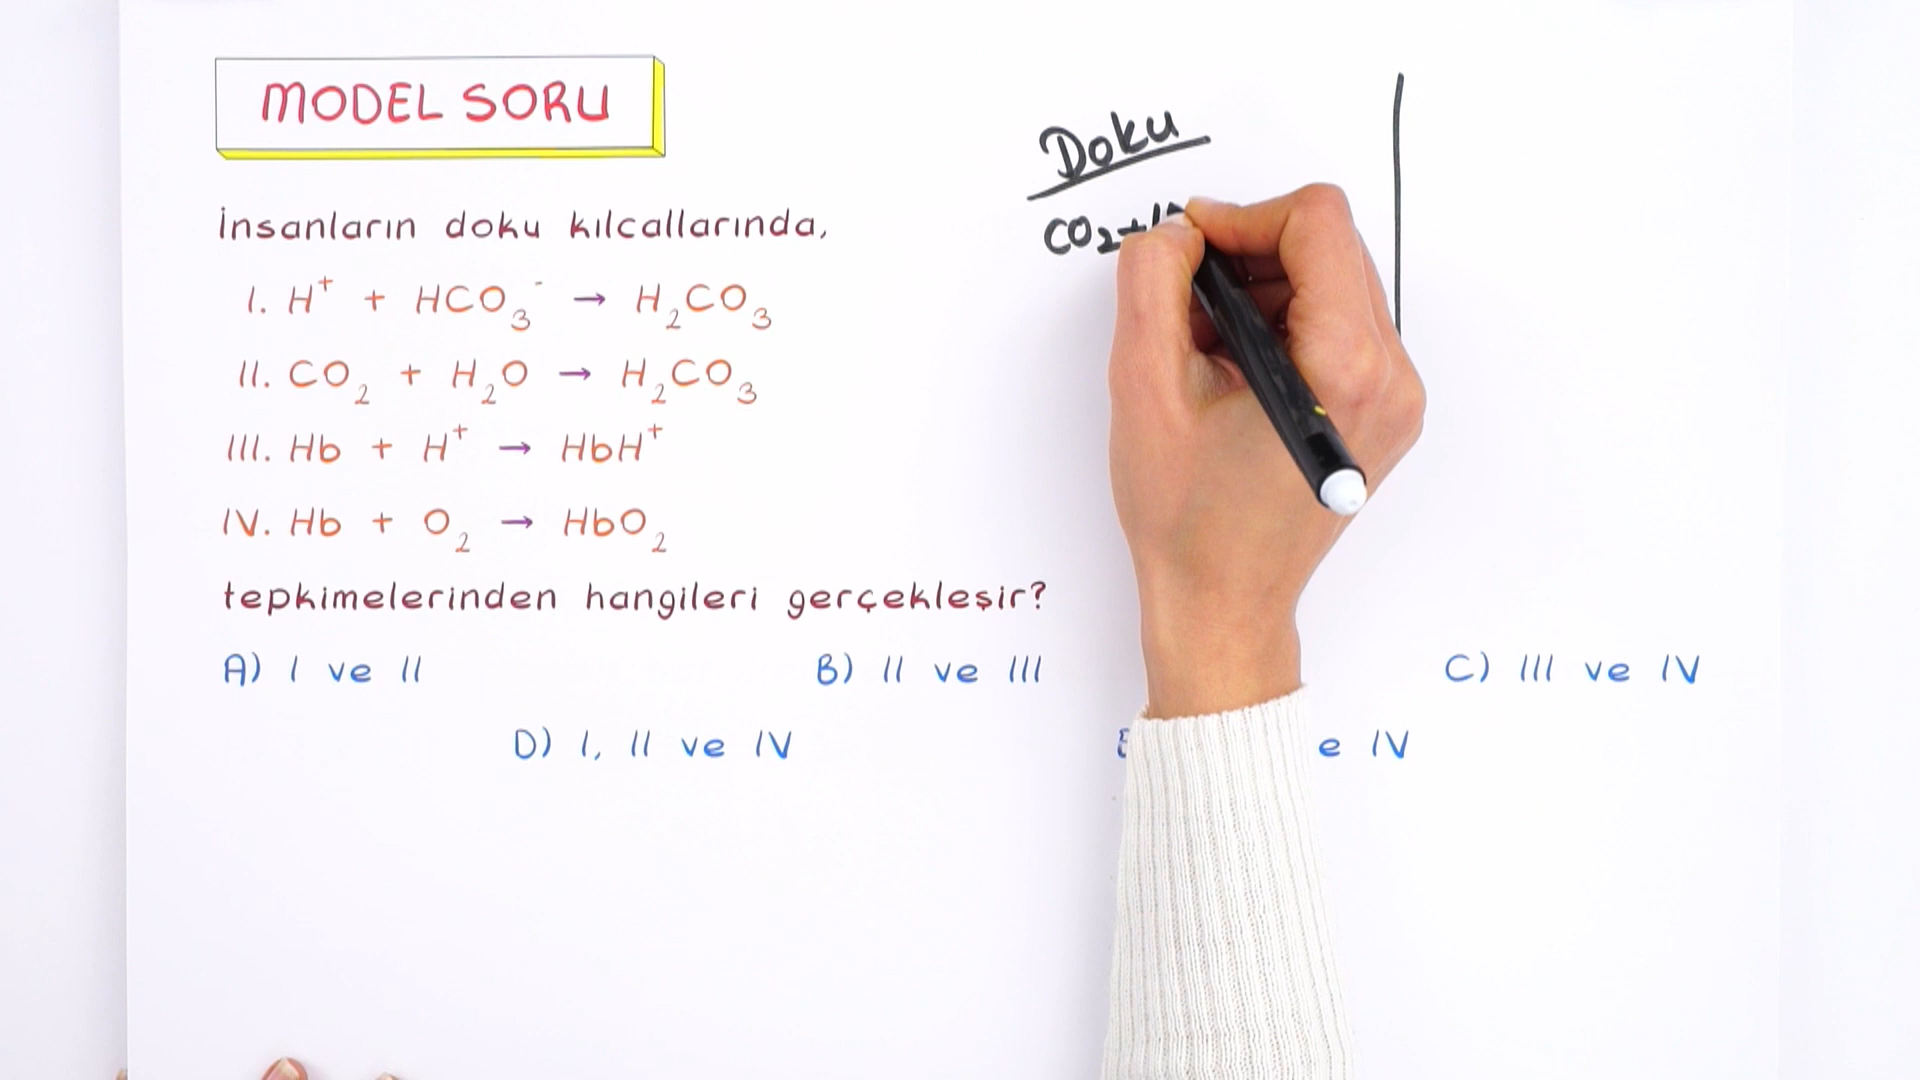 MODEL SORU
İnsanların doku kılcallarında,
I. H⁺ + HCO₃⁻ → H₂CO₃
II. CO₂ + H₂O → H₂CO₃
III. Hb + H⁺ → HbH⁺
IV. Hb + O₂ → HbO₂
tepkimelerinden hangileri gerçekleşir?
A) I ve II
B) II ve III
C) III ve IV
D) I, II ve IV
IV
Doku
CO₂ +